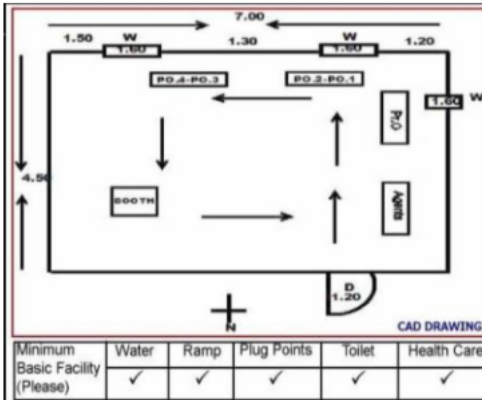 7.00
1.50 W 1.60 1.30 W 1.60 1.20
PO.4-PO.3 PO.2-PO.1
1.60 W
Pr.O
4.50
BOOTH
Agents
D
1.20
N
CAD DRAWING
Minimum Basic Facility (Please) Water Ramp Plug Points Toilet Health Care
✓ ✓ ✓ ✓ ✓